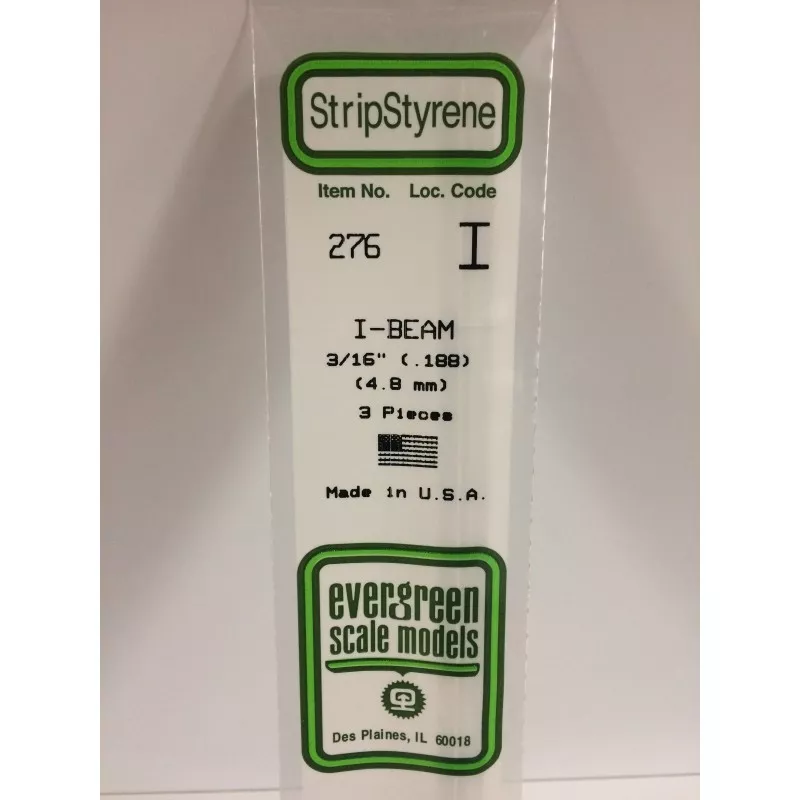 StripStyrene
Item No. Loc. Code
276 I
I-BEAM
3/16" (.188)
(4.8 mm)
3 Pieces
Made in U.S.A.
evergreen
scale models
Des Plaines, IL 60018